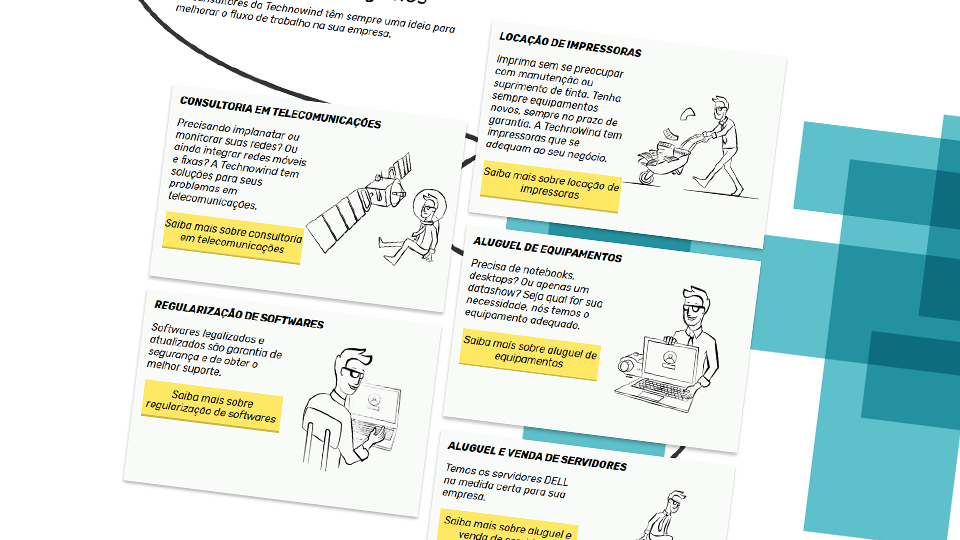 consultores da Technowind têm sempre uma ideia para
melhorar o fluxo de trabalho na sua empresa.
LOCAÇÃO DE IMPRESSORAS
Imprima sem se preocupar
com manutenção ou
suprimento de tinta. Tenha
sempre equipamentos
novos, sempre no prazo de
garantia. A TechnoWind tem
impressoras que se
adequam ao seu negócio.
Saiba mais sobre locação de
impressoras
CONSULTORIA EM TELECOMUNICAÇÕES
Precisando implanatar ou
monitorar suas redes? Ou
ainda integrar redes móveis
e fixas? A Technowind tem
soluções para seus
problemas em
telecomunicações.
Saiba mais sobre consultoria
em telecomunicações
ALUGUEL DE EQUIPAMENTOS
Precisa de notebooks,
desktops? Ou apenas um
datashow? Seja qual for sua
necessidade, nós temos o
equipamento adequado.
Saiba mais sobre aluguel de
equipamentos
REGULARIZAÇÃO DE SOFTWARES
Softwares legalizados e
atualizados são garantia de
segurança e de obter o
melhor suporte.
Saiba mais sobre
regularização de softwares
ALUGUEL E VENDA DE SERVIDORES
Temos os servidores DELL
na medida certa para sua
empresa.
Saiba mais sobre aluguel e
venda de